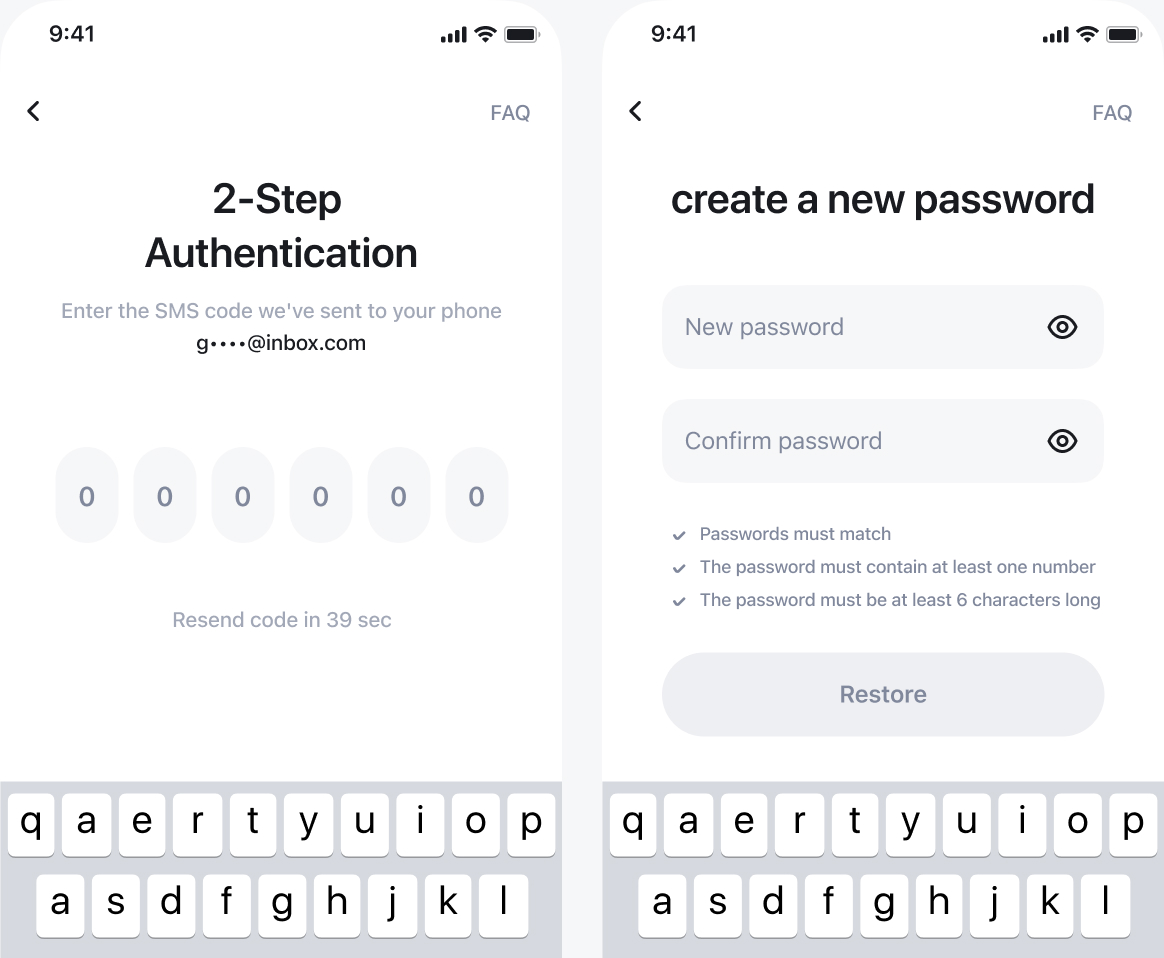 9:41
FAQ
2-Step
Authentication
Enter the SMS code we've sent to your phone
g••••@inbox.com
0 0 0 0 0 0
Resend code in 39 sec
q a e r t y u i o p
a s d f g h j k l
9:41
FAQ
create a new password
New password
Confirm password
Passwords must match
The password must contain at least one number
The password must be at least 6 characters long
Restore
q a e r t y u i o p
a s d f g h j k l